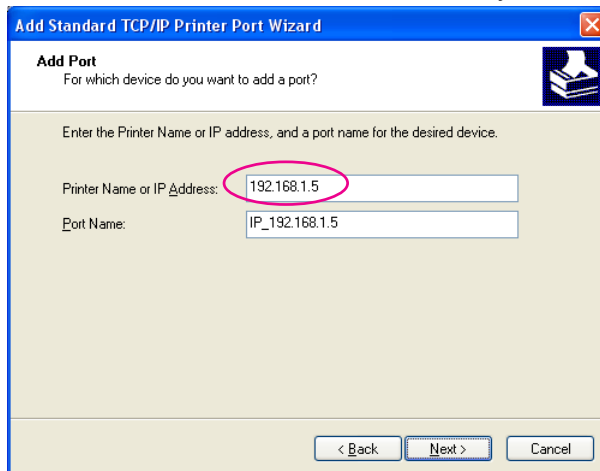 Add Standard TCP/IP Printer Port Wizard
Add Port
For which device do you want to add a port?
Enter the Printer Name or IP address, and a port name for the desired device.
Printer Name or IP Address: 192.168.1.5
Port Name: IP_192.168.1.5
< Back Next > Cancel